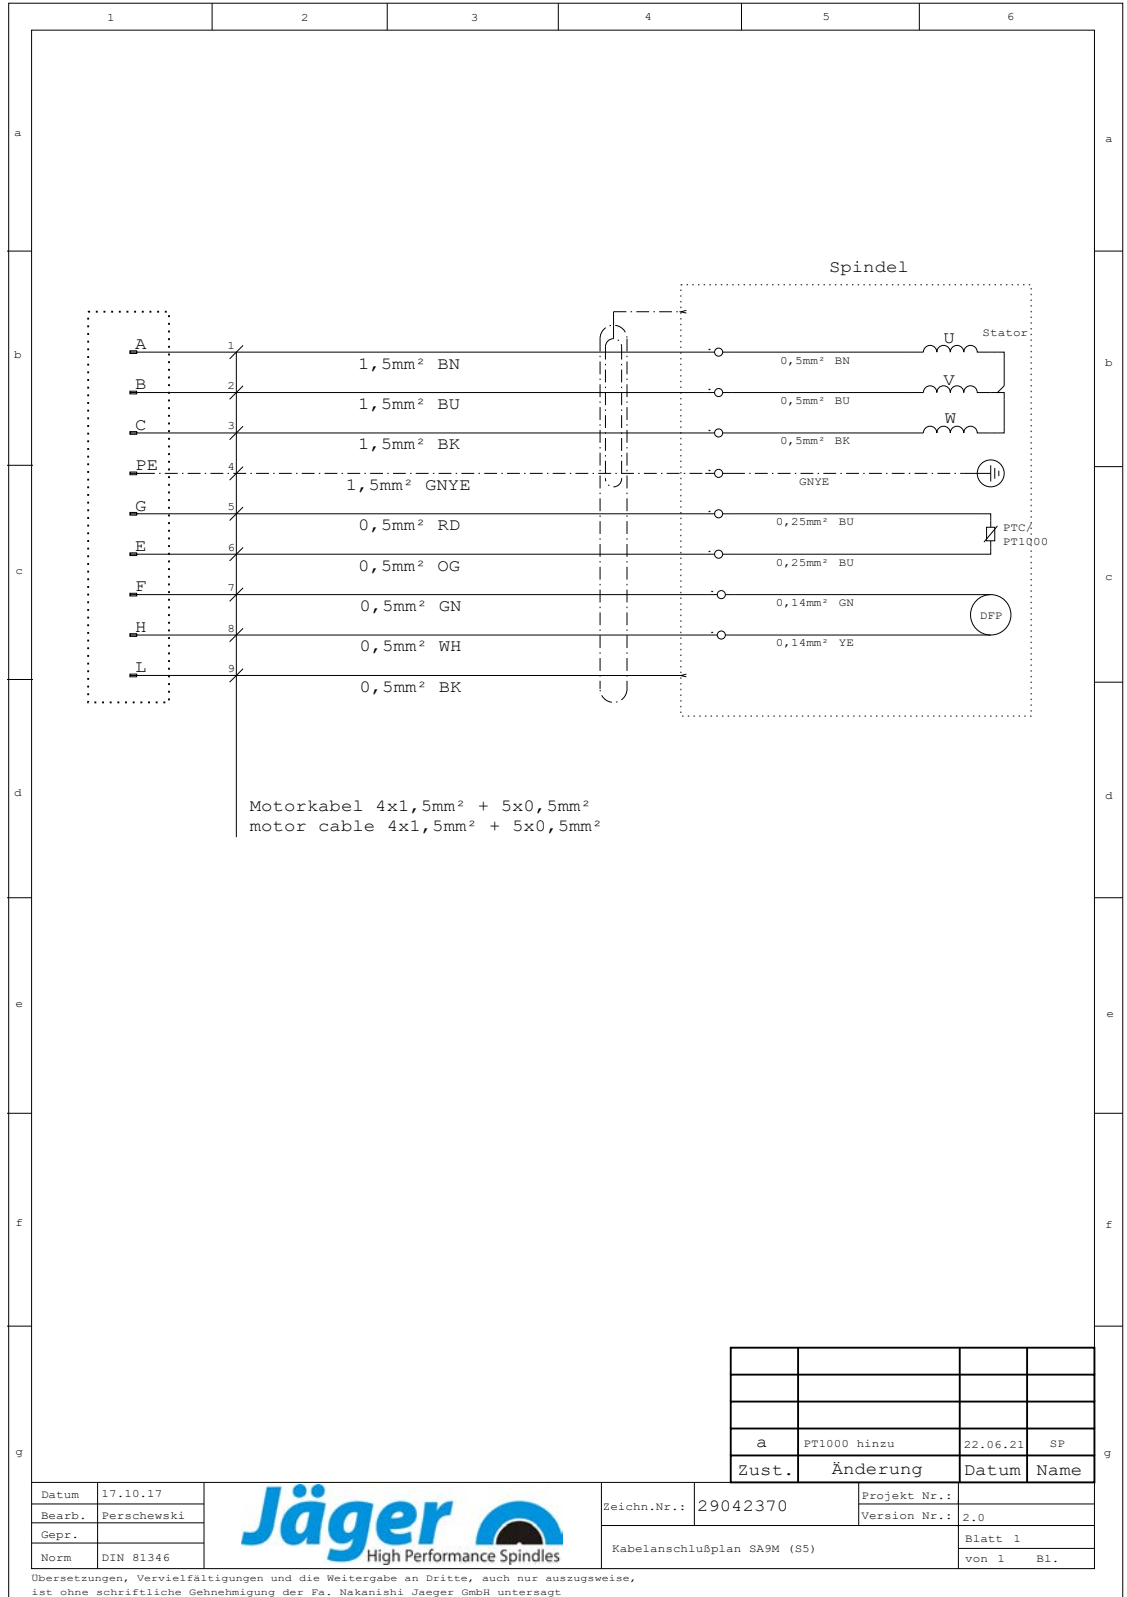 1 2 3 4 5 6
a a
Spindel
b b
A 1 1,5mm² BN 0,5mm² BN U Stator
B 2 1,5mm² BU 0,5mm² BU V
C 3 1,5mm² BK 0,5mm² BK W
PE 4 1,5mm² GNYE GNYE
G 5 0,5mm² RD 0,25mm² BU PTC/
PT1000
E 6 0,5mm² OG 0,25mm² BU
c c
F 7 0,5mm² GN 0,14mm² GN DFP
H 8 0,5mm² WH 0,14mm² YE
L 9 0,5mm² BK
d d
Motorkabel 4x1,5mm² + 5x0,5mm²
motor cable 4x1,5mm² + 5x0,5mm²
e e
f f
g g
a PT1000 hinzu 22.06.21 SP
Zust. Änderung Datum Name
Datum 17.10.17
Bearb. Perschewski
Gepr.
Norm DIN 81346
Jäger
High Performance Spindles
Zeichn.Nr.: 29042370
Kabelanschlußplan SA9M (S5)
Projekt Nr.:
Version Nr.: 2.0
Blatt 1
von 1 Bl.
Übersetzungen, Vervielfältigungen und die Weitergabe an Dritte, auch nur auszugsweise,
ist ohne schriftliche Gehnehmigung der Fa. Nakanishi Jaeger GmbH untersagt